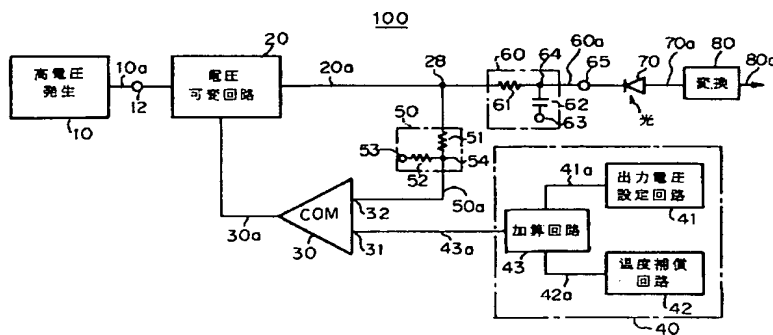 100
高電圧
発生
10
10a
12
20
電圧
可変回路
20a
28
60
61
64
62
63
60a
65
70
光
70a
80
変換
80a
50
51
53
52
54
50a
COM
30
30a
32
31
43a
加算回路
43
41a
出力電圧
設定回路
41
42a
温度補償
回路
42
40